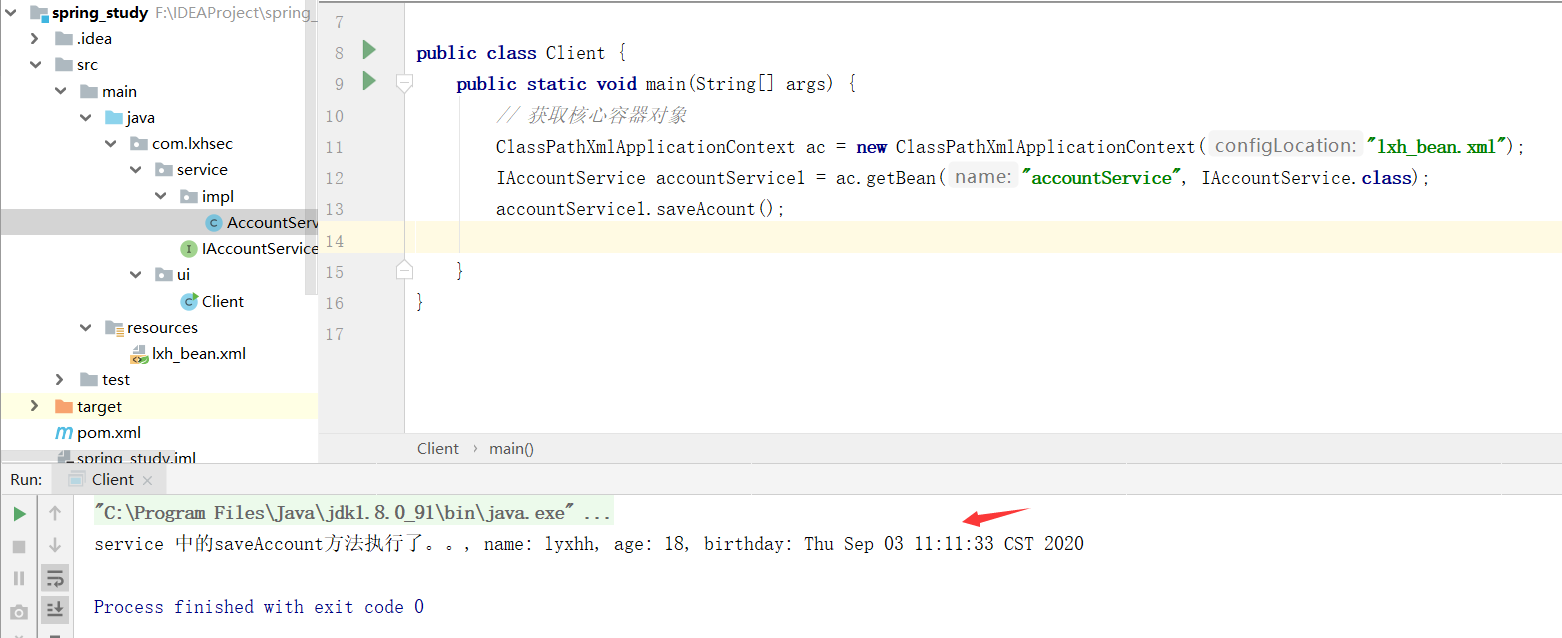 spring_study F:\IDEAProject\spring_
.idea
src
main
java
com.lxhsec
service
impl
AccountServ
IAccountService
ui
Client
resources
lxh_bean.xml
test
target
pom.xml
spring_study.iml
7
8 public class Client {
9 public static void main(String[] args) {
10 // 获取核心容器对象
11 ClassPathXmlApplicationContext ac = new ClassPathXmlApplicationContext( configLocation: "lxh_bean.xml");
12 IAccountService accountService1 = ac.getBean( name: "accountService", IAccountService.class);
13 accountService1.saveAcount();
14
15 }
16 }
17
Client › main()
Run: Client ×
"C:\Program Files\Java\jdk1.8.0_91\bin\java.exe" ...
service 中的saveAccount方法执行了。。, name: lyxhh, age: 18, birthday: Thu Sep 03 11:11:33 CST 2020
Process finished with exit code 0